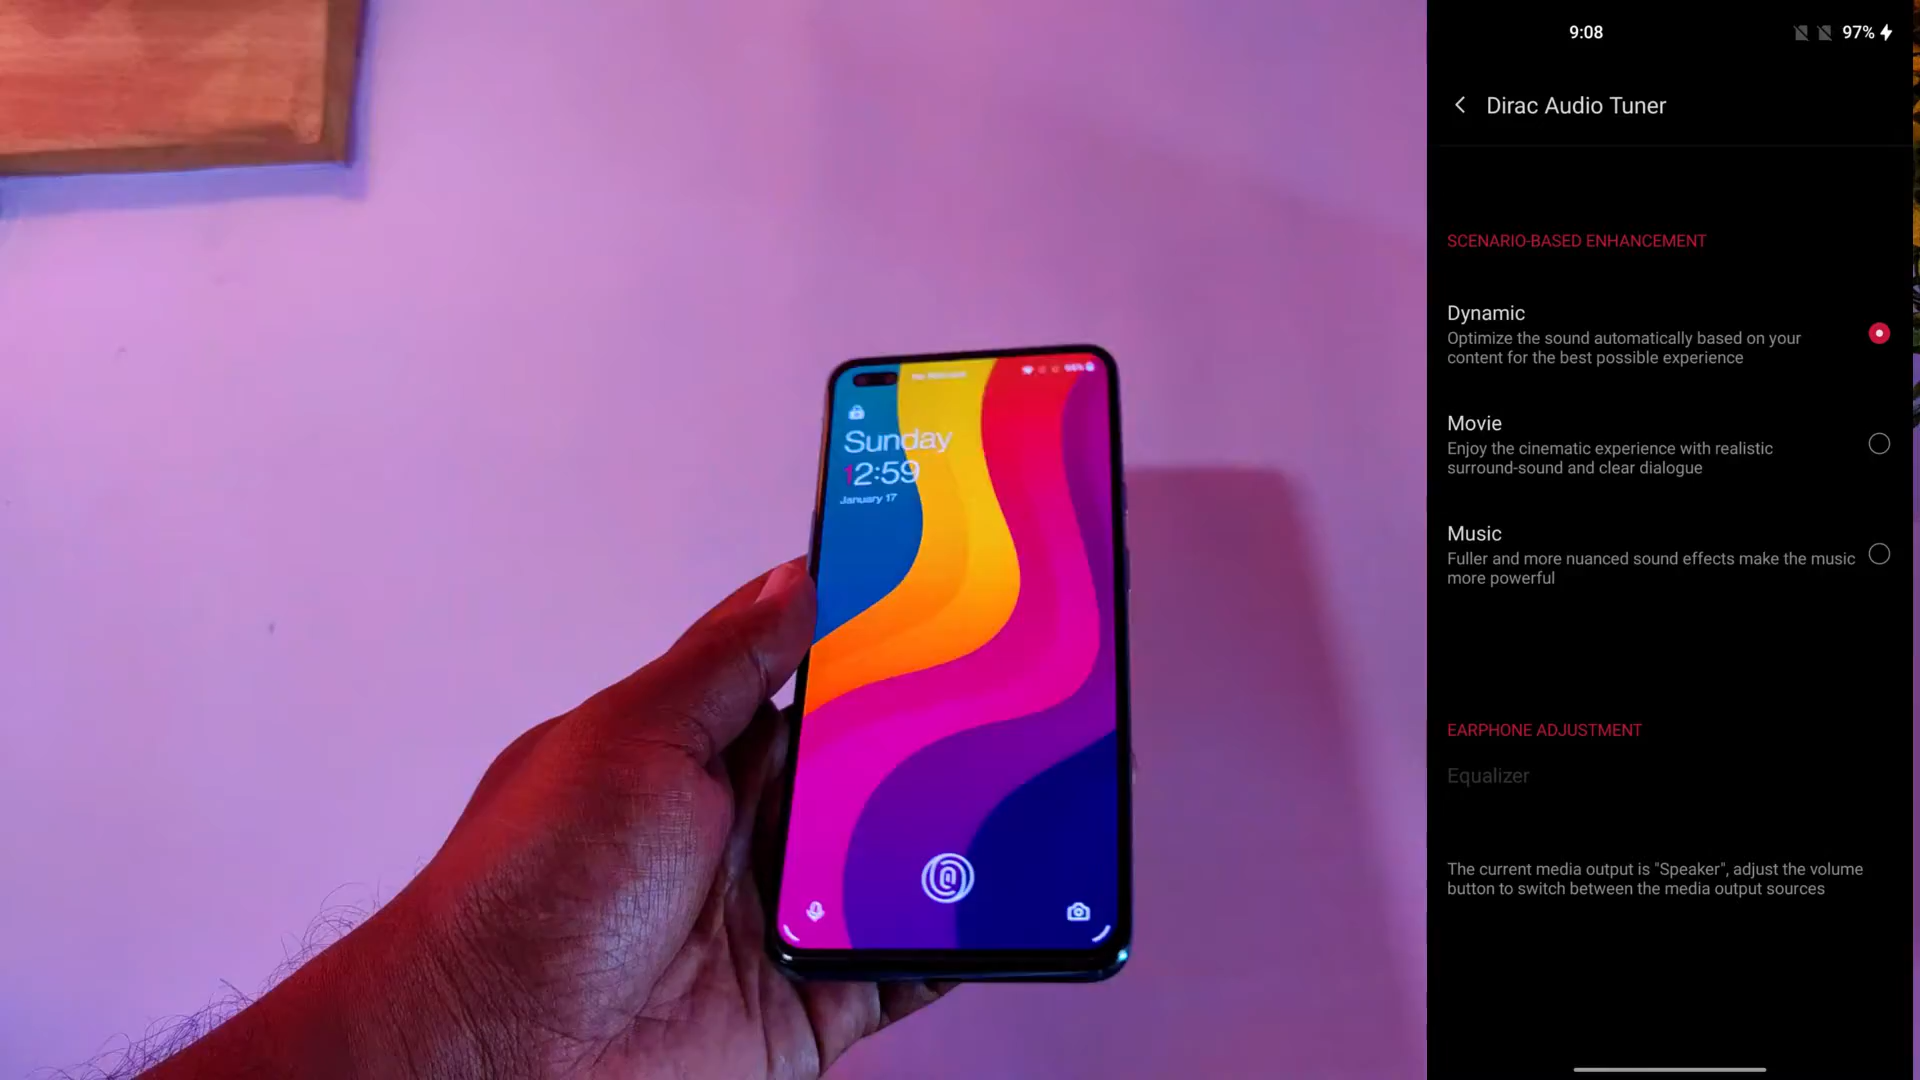 Sunday
12:59
January 17
9:08
97%
Dirac Audio Tuner
SCENARIO-BASED ENHANCEMENT
Dynamic
Optimize the sound automatically based on your
content for the best possible experience
Movie
Enjoy the cinematic experience with realistic
surround-sound and clear dialogue
Music
Fuller and more nuanced sound effects make the music
more powerful
EARPHONE ADJUSTMENT
Equalizer
The current media output is "Speaker", adjust the volume
button to switch between the media output sources